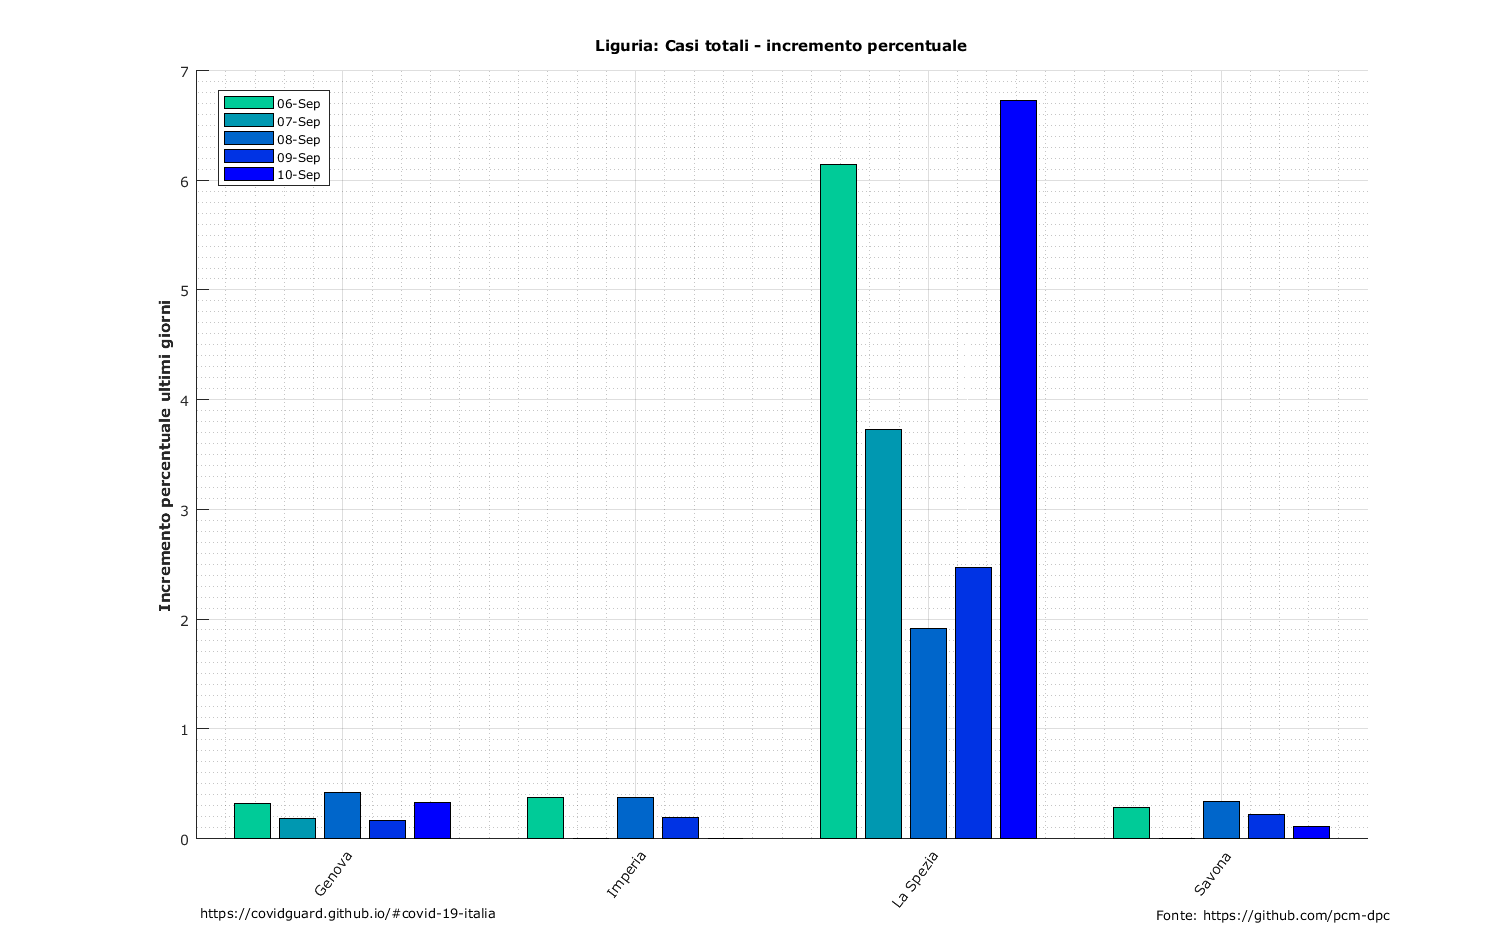 Liguria: Casi totali - incremento percentuale
7
6
5
4
3
2
1
0
Incremento percentuale ultimi giorni
06-Sep
07-Sep
08-Sep
09-Sep
10-Sep
Genova
Imperia
La Spezia
Savona
https://covidguard.github.io/#covid-19-italia
Fonte: https://github.com/pcm-dpc